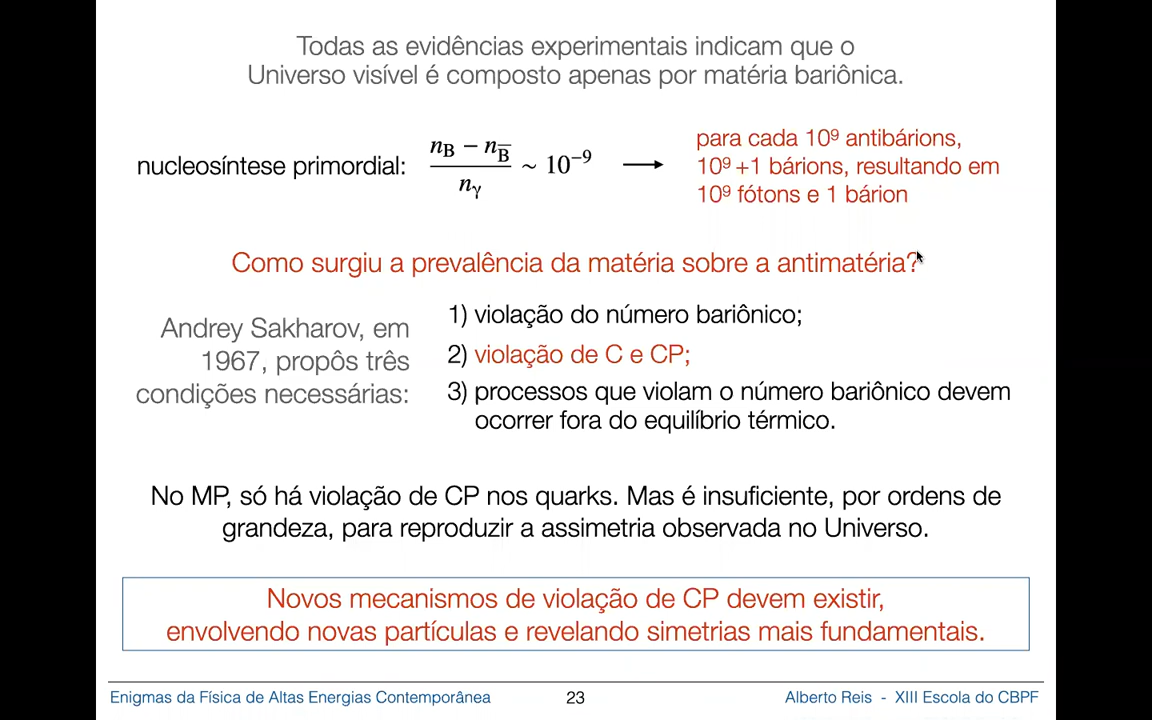 Todas as evidências experimentais indicam que o
Universo visível é composto apenas por matéria bariônica.
nucleosíntese primordial: (n_B − n_B̅)/n_γ ∼ 10⁻⁹ →
para cada 10⁹ antibárions,
10⁹ +1 bárions, resultando em
10⁹ fótons e 1 bárion
Como surgiu a prevalência da matéria sobre a antimatéria?
Andrey Sakharov, em
1967, propôs três
condições necessárias:
1) violação do número bariônico;
2) violação de C e CP;
3) processos que violam o número bariônico devem
ocorrer fora do equilíbrio térmico.
No MP, só há violação de CP nos quarks. Mas é insuficiente, por ordens de
grandeza, para reproduzir a assimetria observada no Universo.
Novos mecanismos de violação de CP devem existir,
envolvendo novas partículas e revelando simetrias mais fundamentais.
Enigmas da Física de Altas Energias Contemporânea
23
Alberto Reis - XIII Escola do CBPF